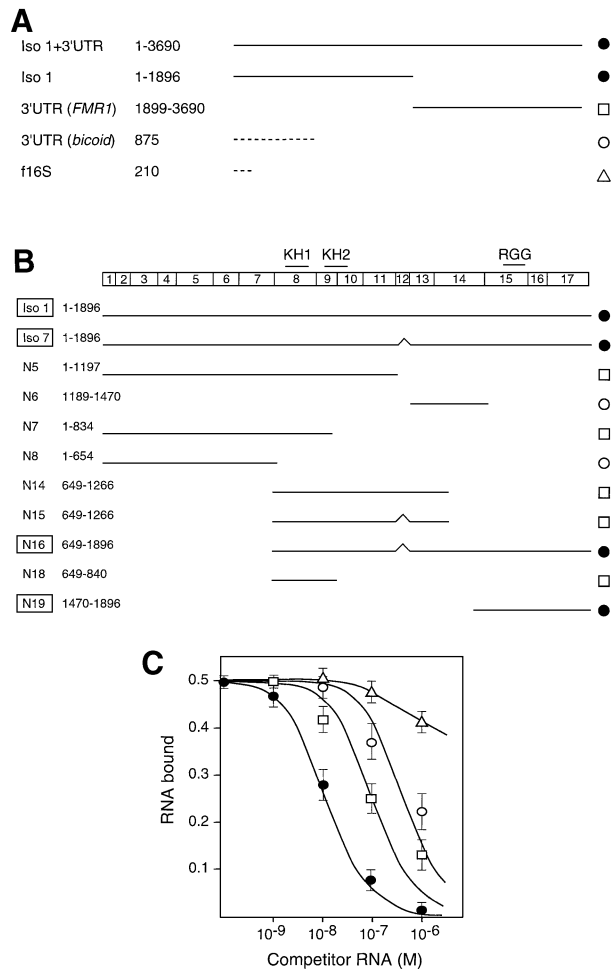 A
Iso 1+3'UTR 1-3690
Iso 1 1-1896
3'UTR (FMR1) 1899-3690
3'UTR (bicoid) 875
f16S 210
B
KH1 KH2 RGG
1 2 3 4 5 6 7 8 9 10 11 12 13 14 15 16 17
Iso 1 1-1896
Iso 7 1-1896
N5 1-1197
N6 1189-1470
N7 1-834
N8 1-654
N14 649-1266
N15 649-1266
N16 649-1896
N18 649-840
N19 1470-1896
C
0.5
0.4
0.3
0.2
0.1
RNA bound
10-9 10-8 10-7 10-6
Competitor RNA (M)